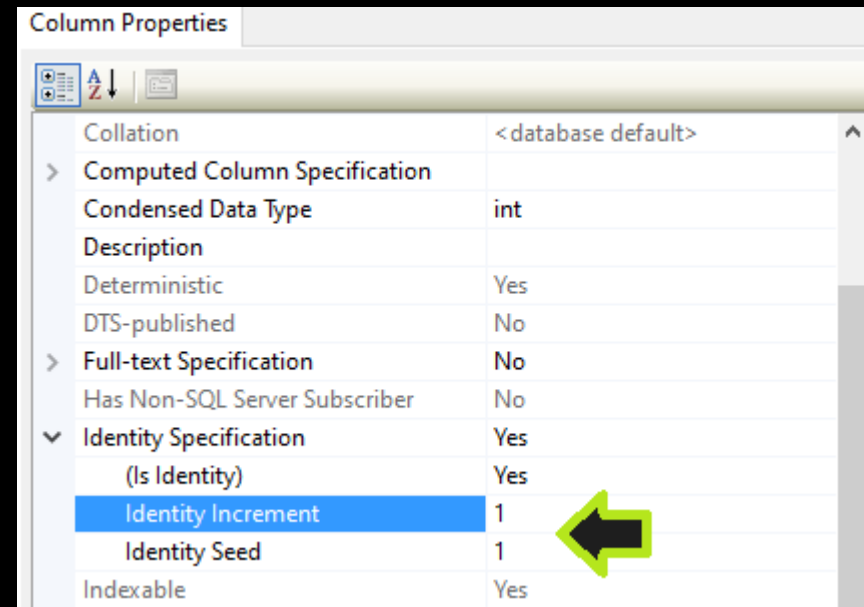 Column Properties
Collation <database default>
Computed Column Specification
Condensed Data Type int
Description
Deterministic Yes
DTS-published No
Full-text Specification No
Has Non-SQL Server Subscriber No
Identity Specification Yes
(Is Identity) Yes
Identity Increment 1
Identity Seed 1
Indexable Yes